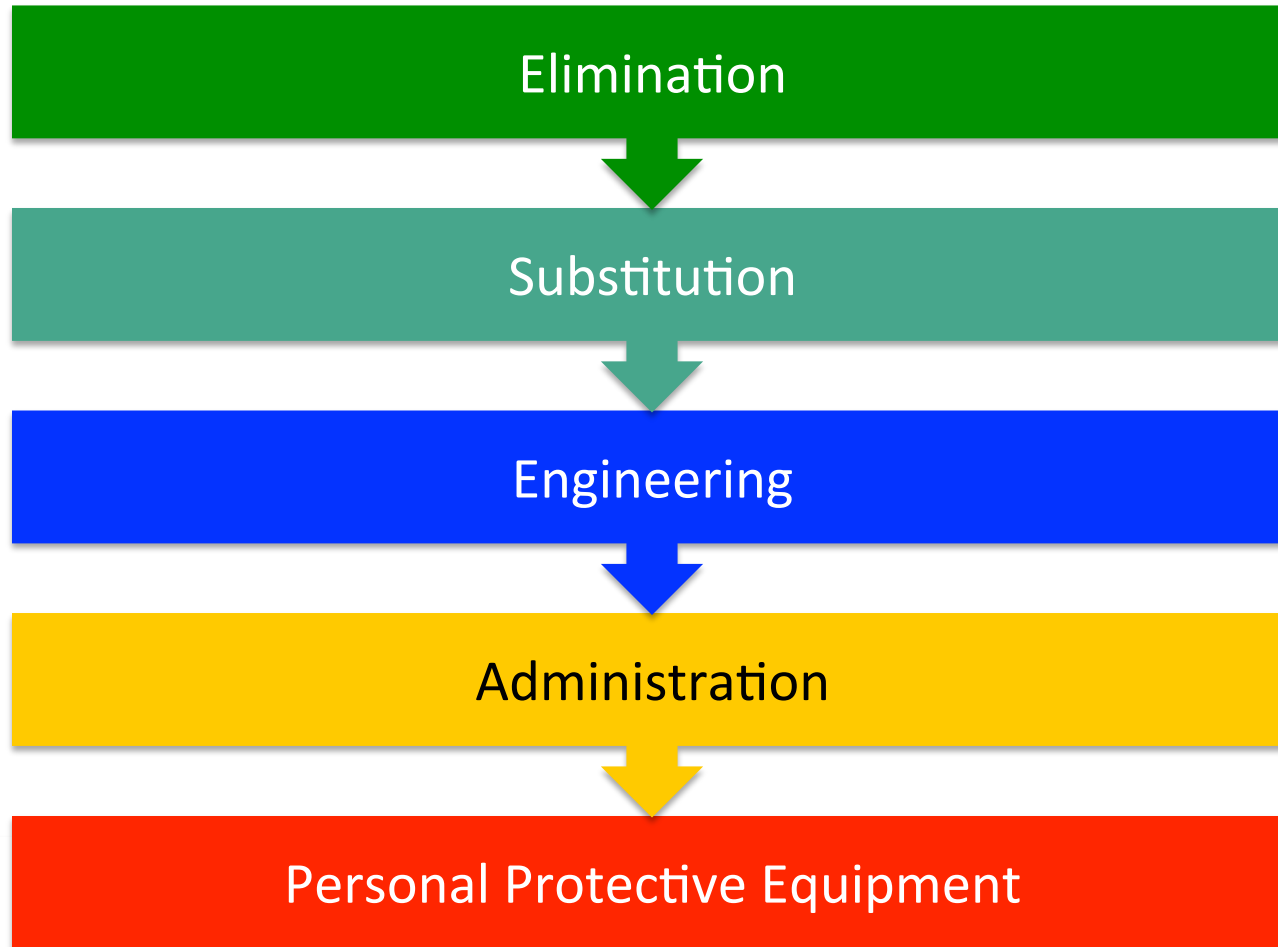 Elimination
Substitution
Engineering
Administration
Personal Protective Equipment